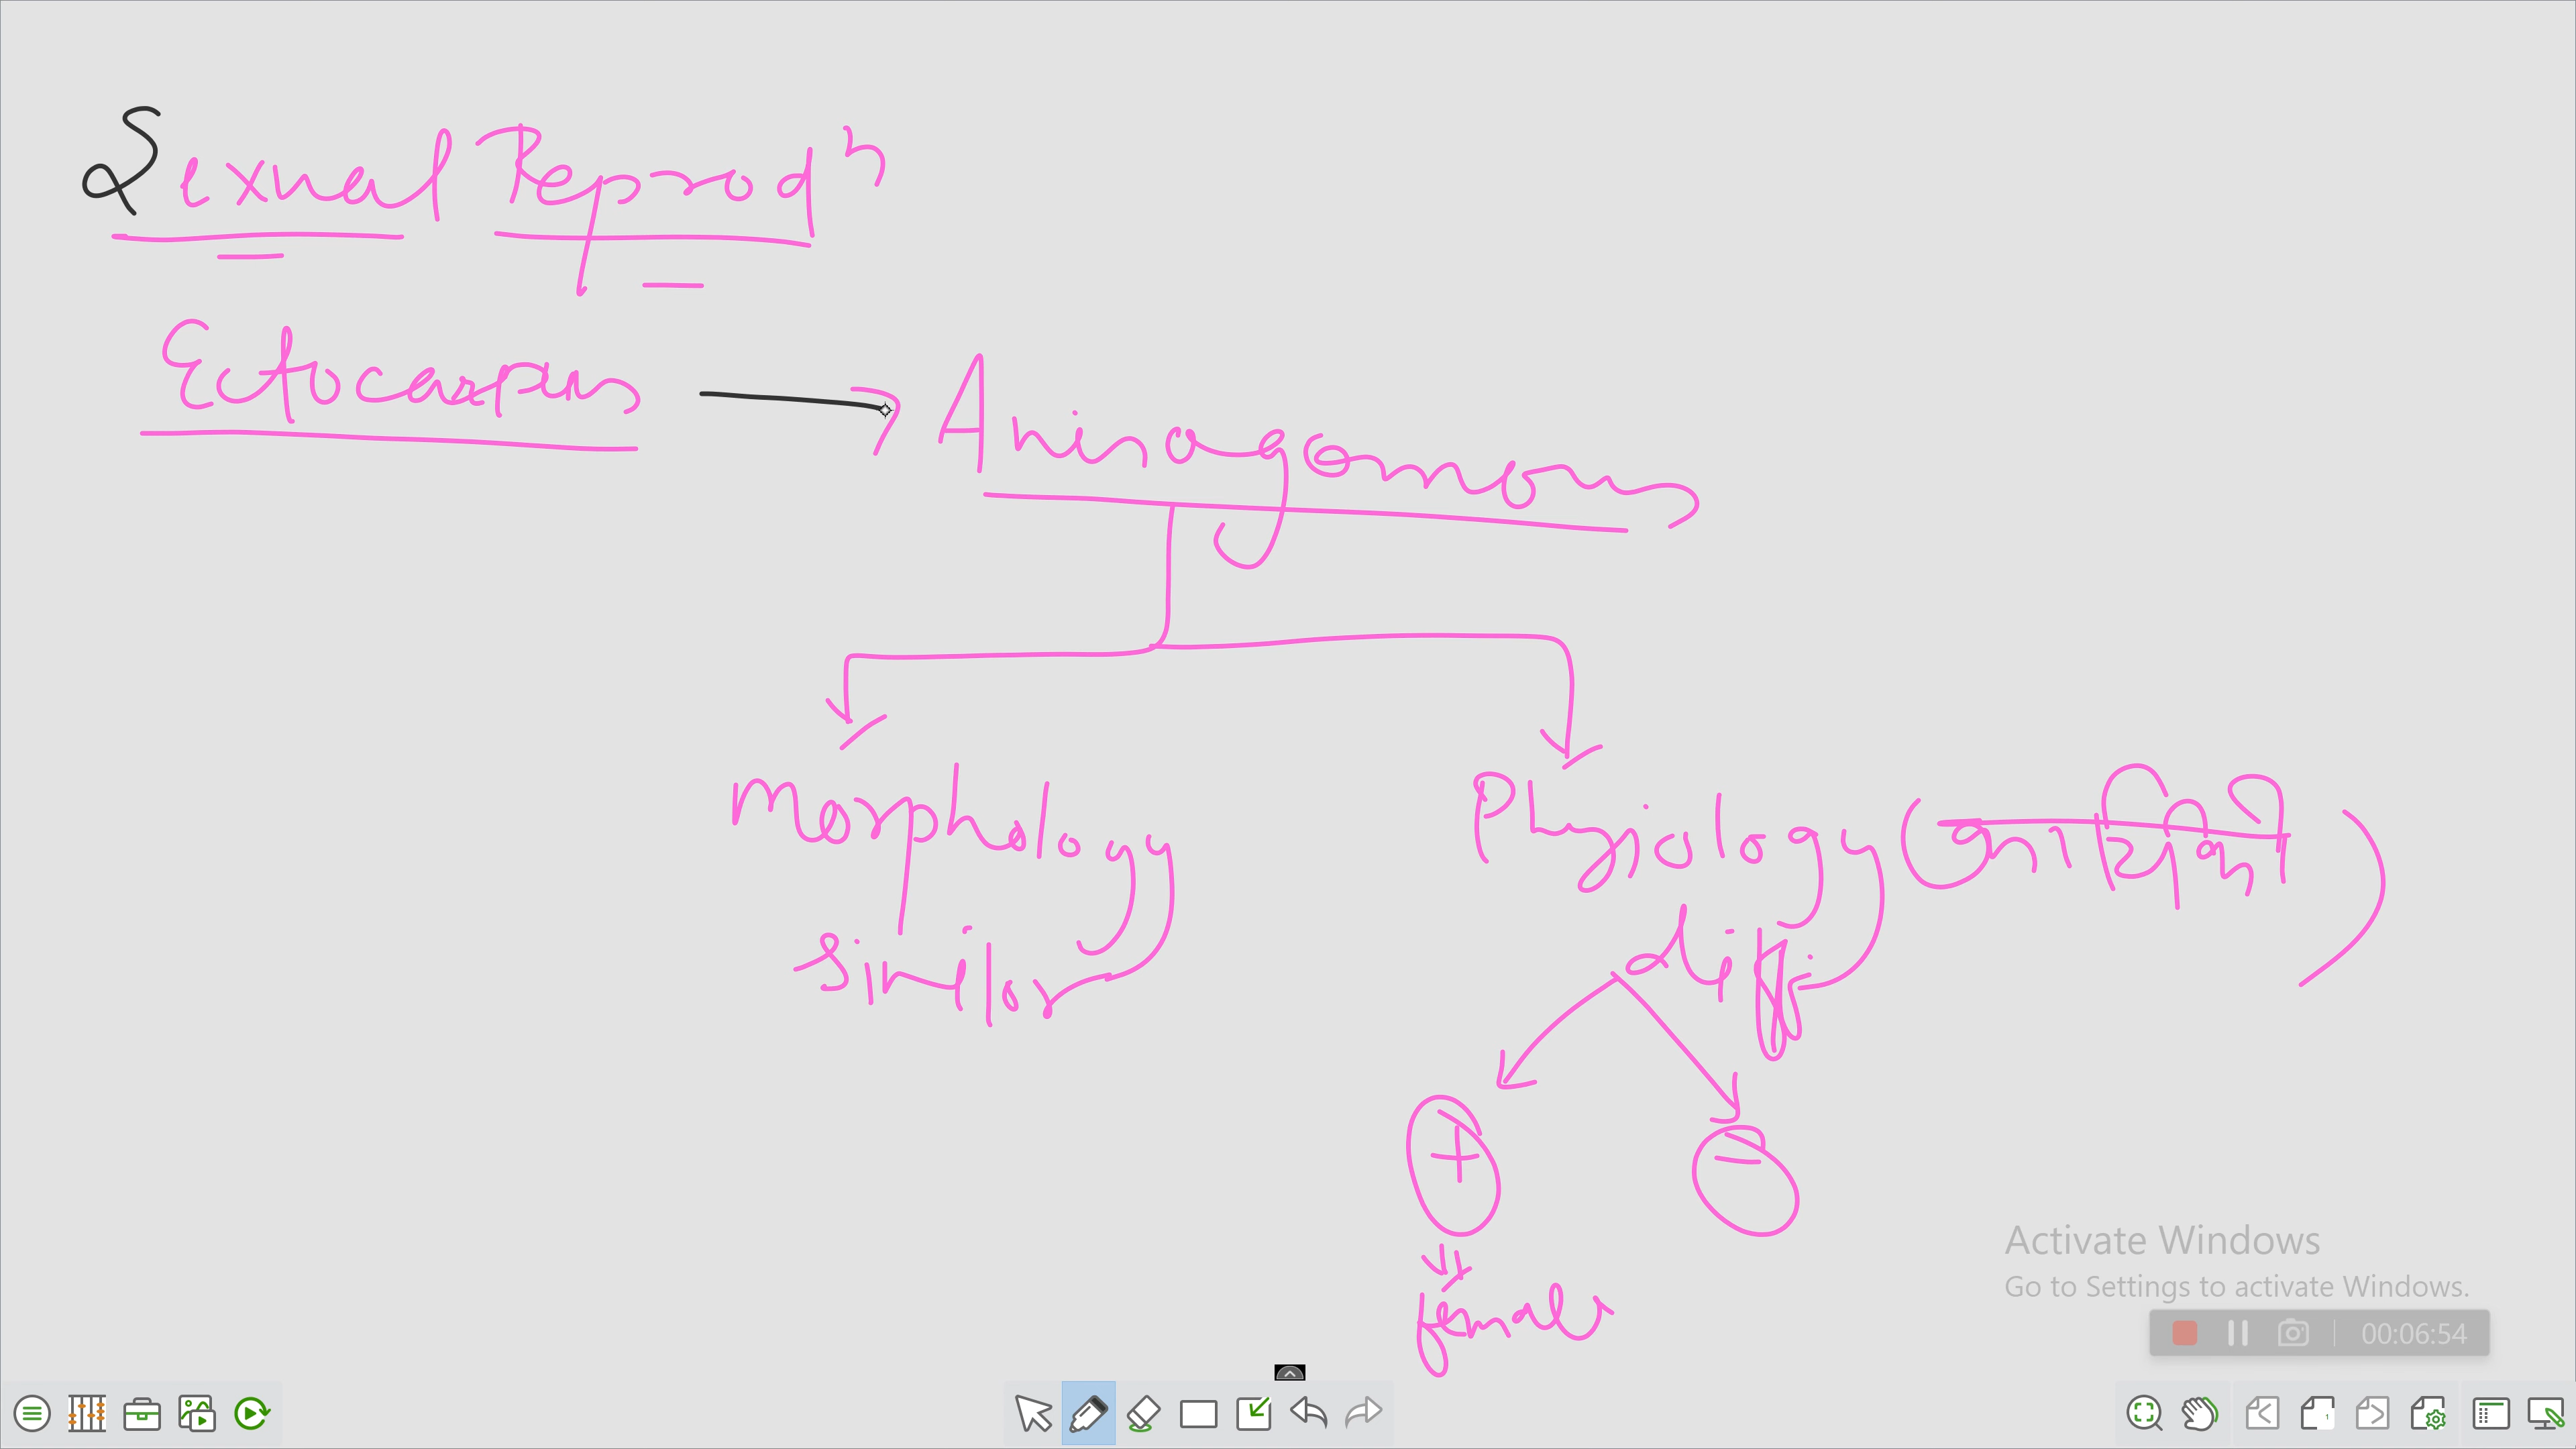 Sexual Reprodn
Ectocarpus → Anisogamous
Morphology
Similar
Physiology (कार्यिकी)
diff.
+
−
female
Activate Windows
Go to Settings to activate Windows.
00:06:54